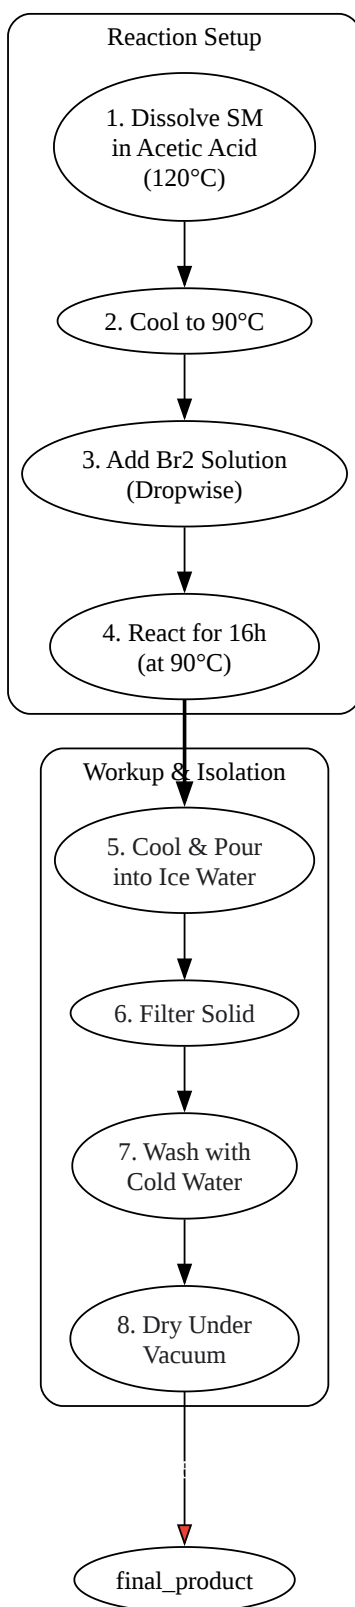 Reaction Setup
1. Dissolve SM
in Acetic Acid
(120°C)
2. Cool to 90°C
3. Add Br2 Solution
(Dropwise)
4. React for 16h
(at 90°C)
Workup & Isolation
5. Cool & Pour
into Ice Water
6. Filter Solid
7. Wash with
Cold Water
8. Dry Under
Vacuum
final_product